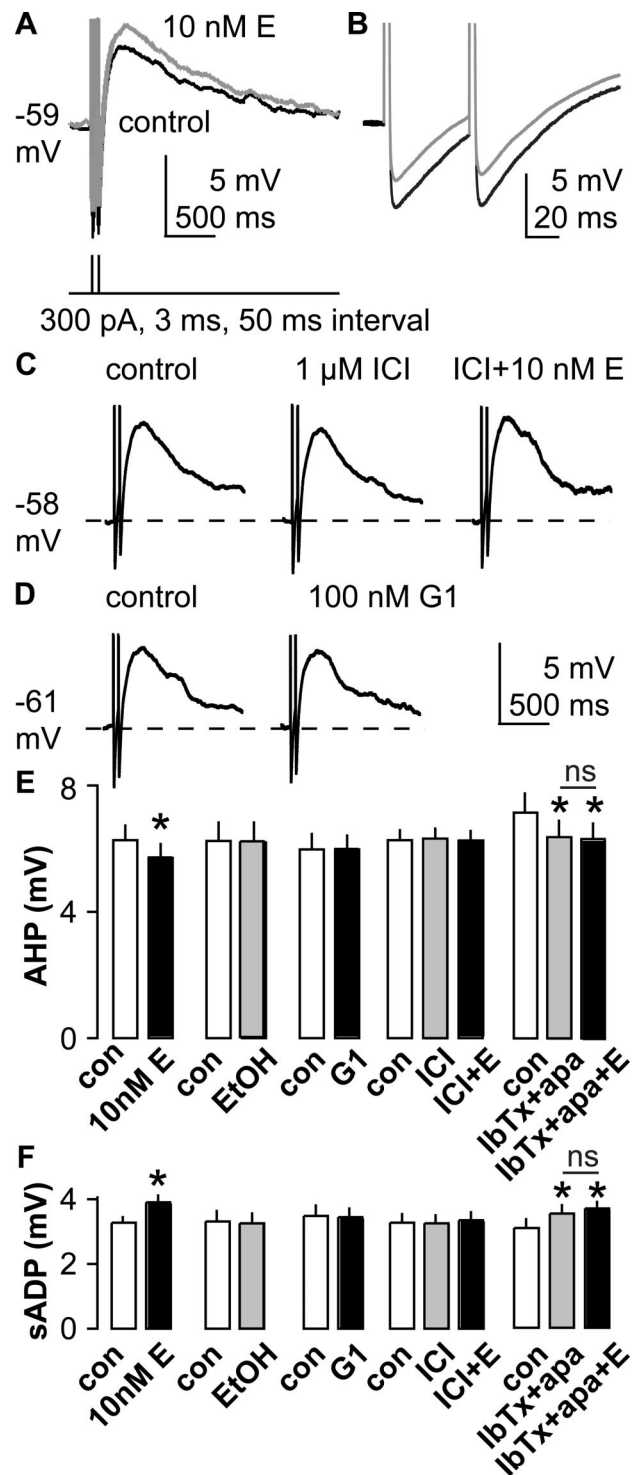 A
10 nM E
B
-59
mV
control
5 mV
500 ms
5 mV
20 ms
300 pA, 3 ms, 50 ms interval
C
control
1 µM ICI
ICI+10 nM E
-58
mV
D
control
100 nM G1
-61
mV
5 mV
500 ms
E
AHP (mV)
8
4
0
*
ns
*
*
con
10nM E
con
EtOH
con
G1
con
ICI
ICI+E
con
IbTx+apa
IbTx+apa+E
F
sADP (mV)
4
2
0
*
ns
*
*
con
10nM E
con
EtOH
con
G1
con
ICI
ICI+E
con
IbTx+apa
IbTx+apa+E